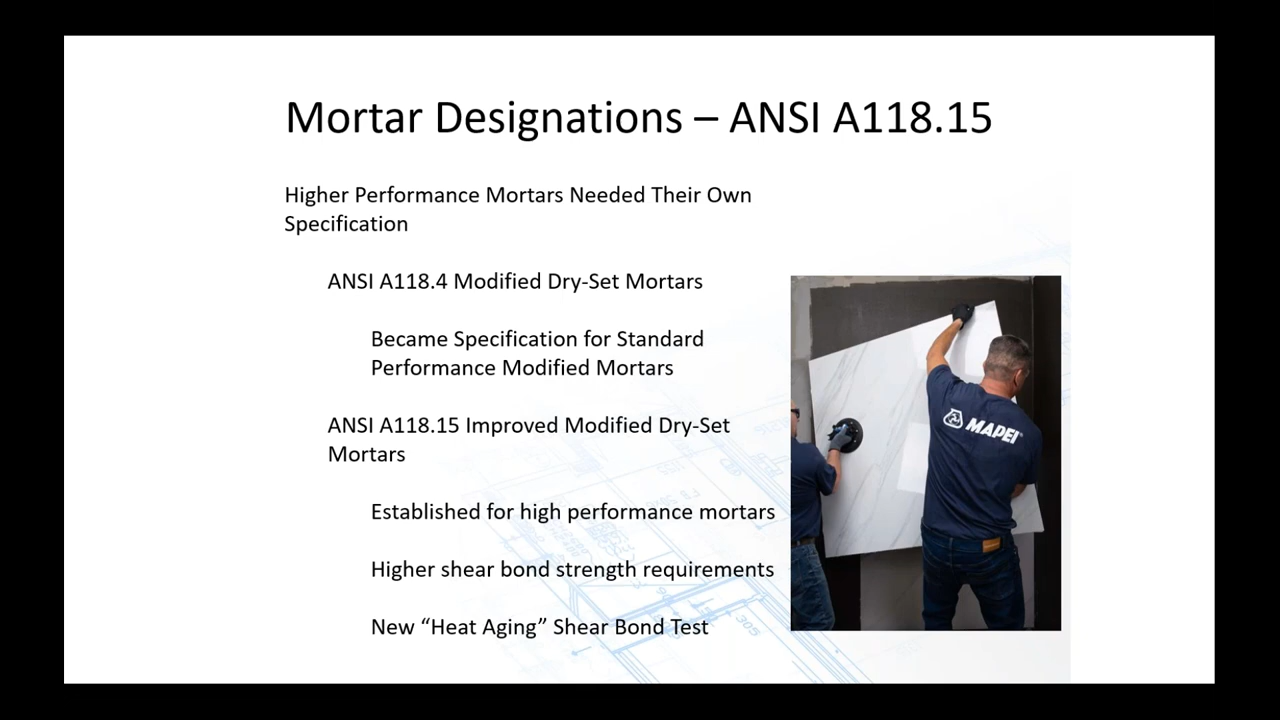 Mortar Designations – ANSI A118.15
Higher Performance Mortars Needed Their Own
Specification
ANSI A118.4 Modified Dry-Set Mortars
Became Specification for Standard
Performance Modified Mortars
ANSI A118.15 Improved Modified Dry-Set
Mortars
Established for high performance mortars
Higher shear bond strength requirements
New “Heat Aging” Shear Bond Test
MAPEI
305